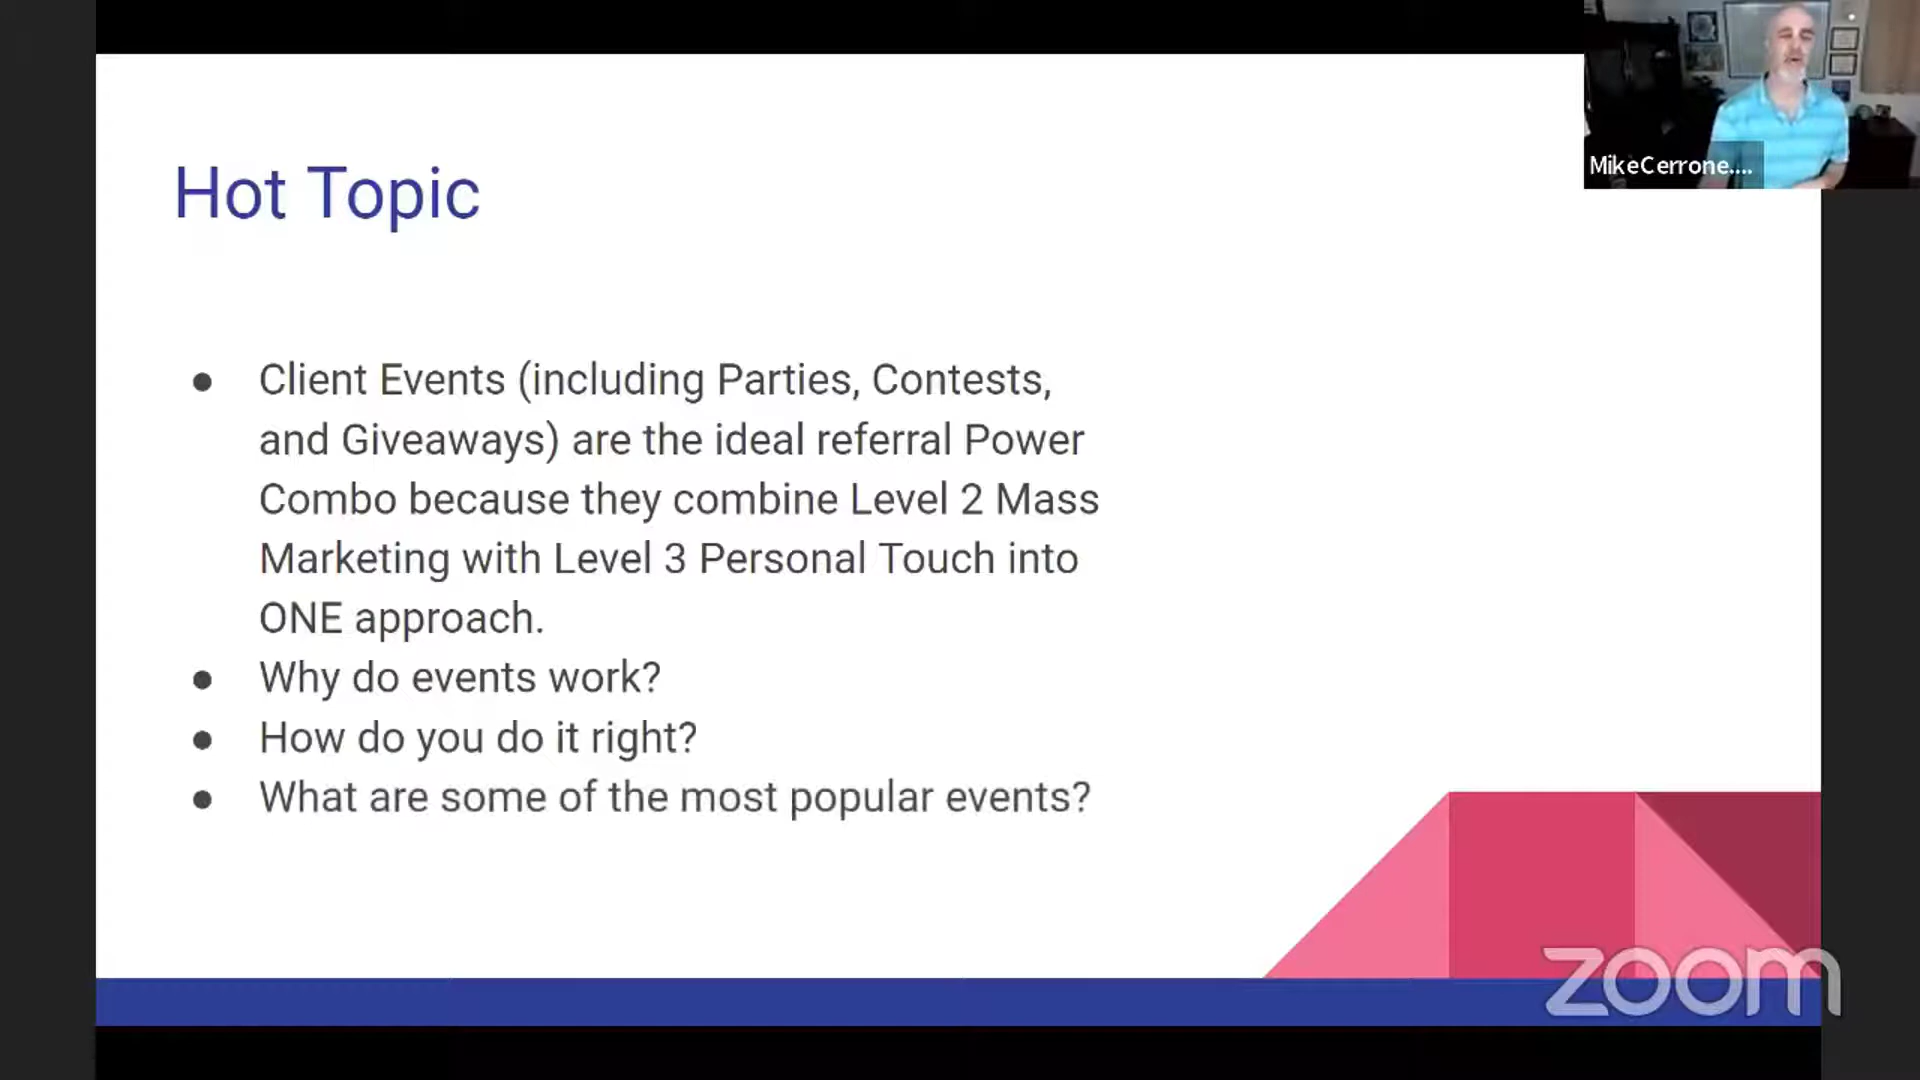 MikeCerrone....
Hot Topic
● Client Events (including Parties, Contests,
and Giveaways) are the ideal referral Power
Combo because they combine Level 2 Mass
Marketing with Level 3 Personal Touch into
ONE approach.
● Why do events work?
● How do you do it right?
● What are some of the most popular events?
zoom